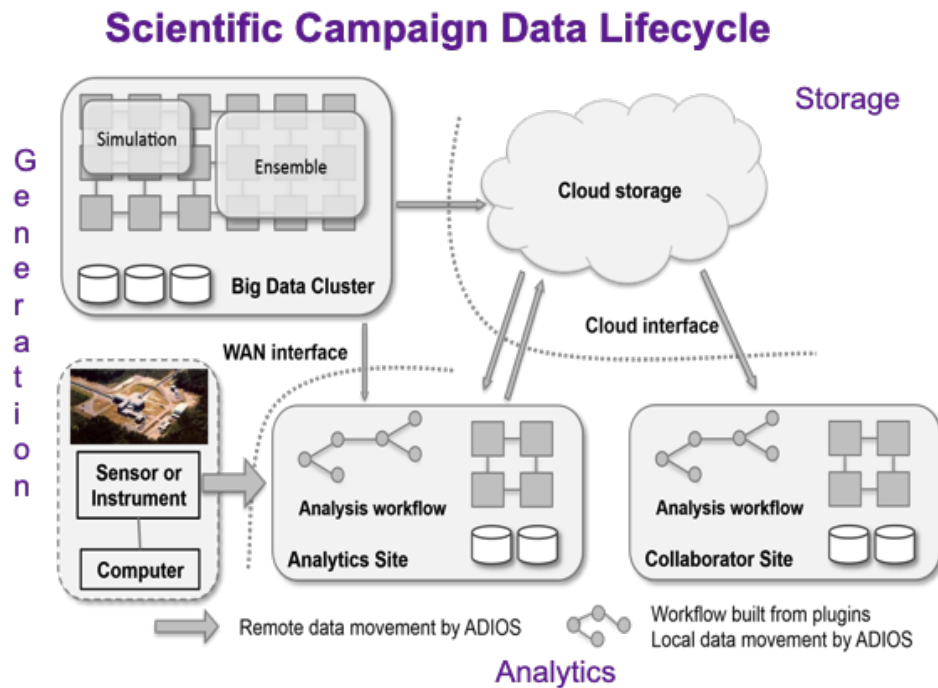 Scientific Campaign Data Lifecycle
Storage
Generation
Simulation
Ensemble
Big Data Cluster
Cloud storage
WAN interface
Cloud interface
Sensor or
Instrument
Computer
Analysis workflow
Analytics Site
Analysis workflow
Collaborator Site
Remote data movement by ADIOS
Workflow built from plugins
Local data movement by ADIOS
Analytics